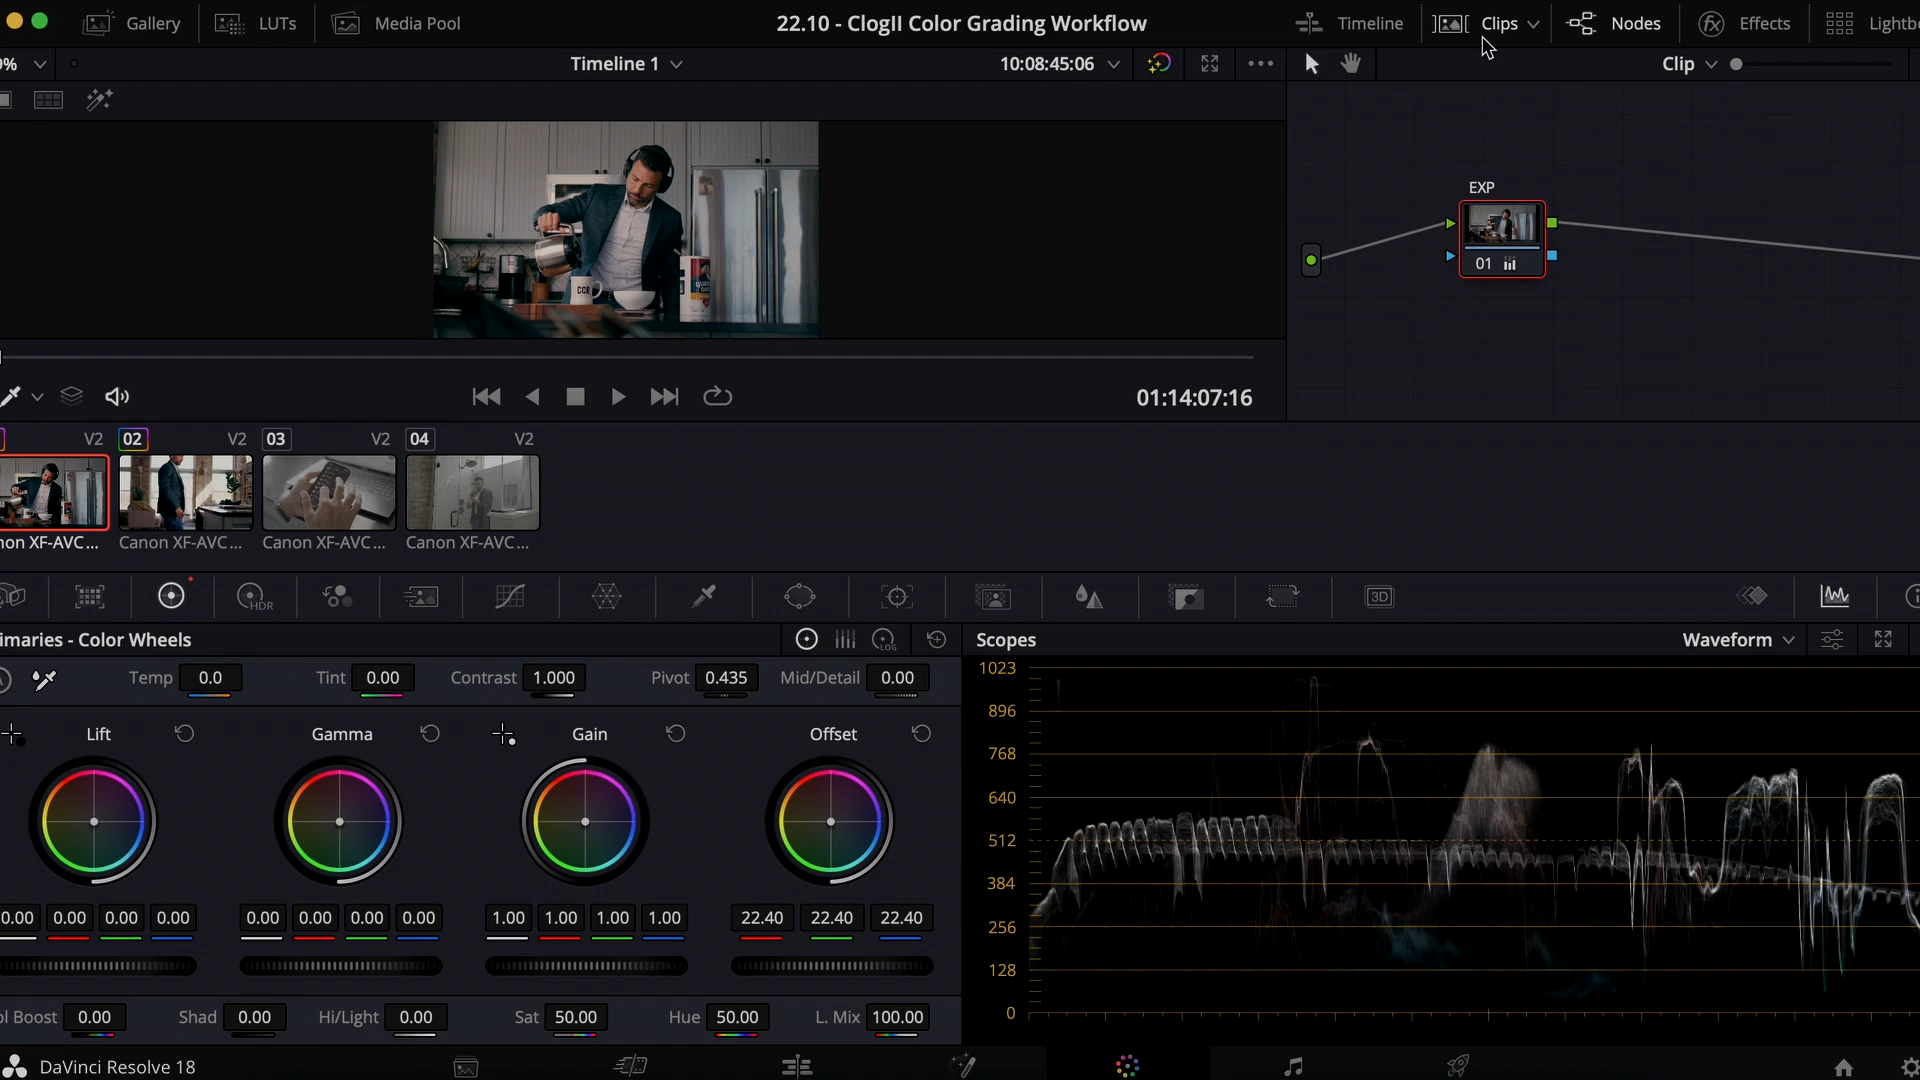 Gallery LUTs Media Pool 22.10 - ClogII Color Grading Workflow Timeline Clips Nodes Effects Lightbo
9% Timeline 1 10:08:45:06 Clip
EXP
01
CCR
01:14:07:16
V2 02 V2 03 V2 04 V2
non XF-AVC... Canon XF-AVC... Canon XF-AVC... Canon XF-AVC...
HDR 3D
imaries - Color Wheels LOG Scopes Waveform
Temp 0.0 Tint 0.00 Contrast 1.000 Pivot 0.435 Mid/Detail 0.00
Lift Gamma Gain Offset
0.00 0.00 0.00 0.00 0.00 0.00 0.00 0.00 1.00 1.00 1.00 1.00 22.40 22.40 22.40
ol Boost 0.00 Shad 0.00 Hi/Light 0.00 Sat 50.00 Hue 50.00 L. Mix 100.00
1023
896
768
640
512
384
256
128
0
DaVinci Resolve 18